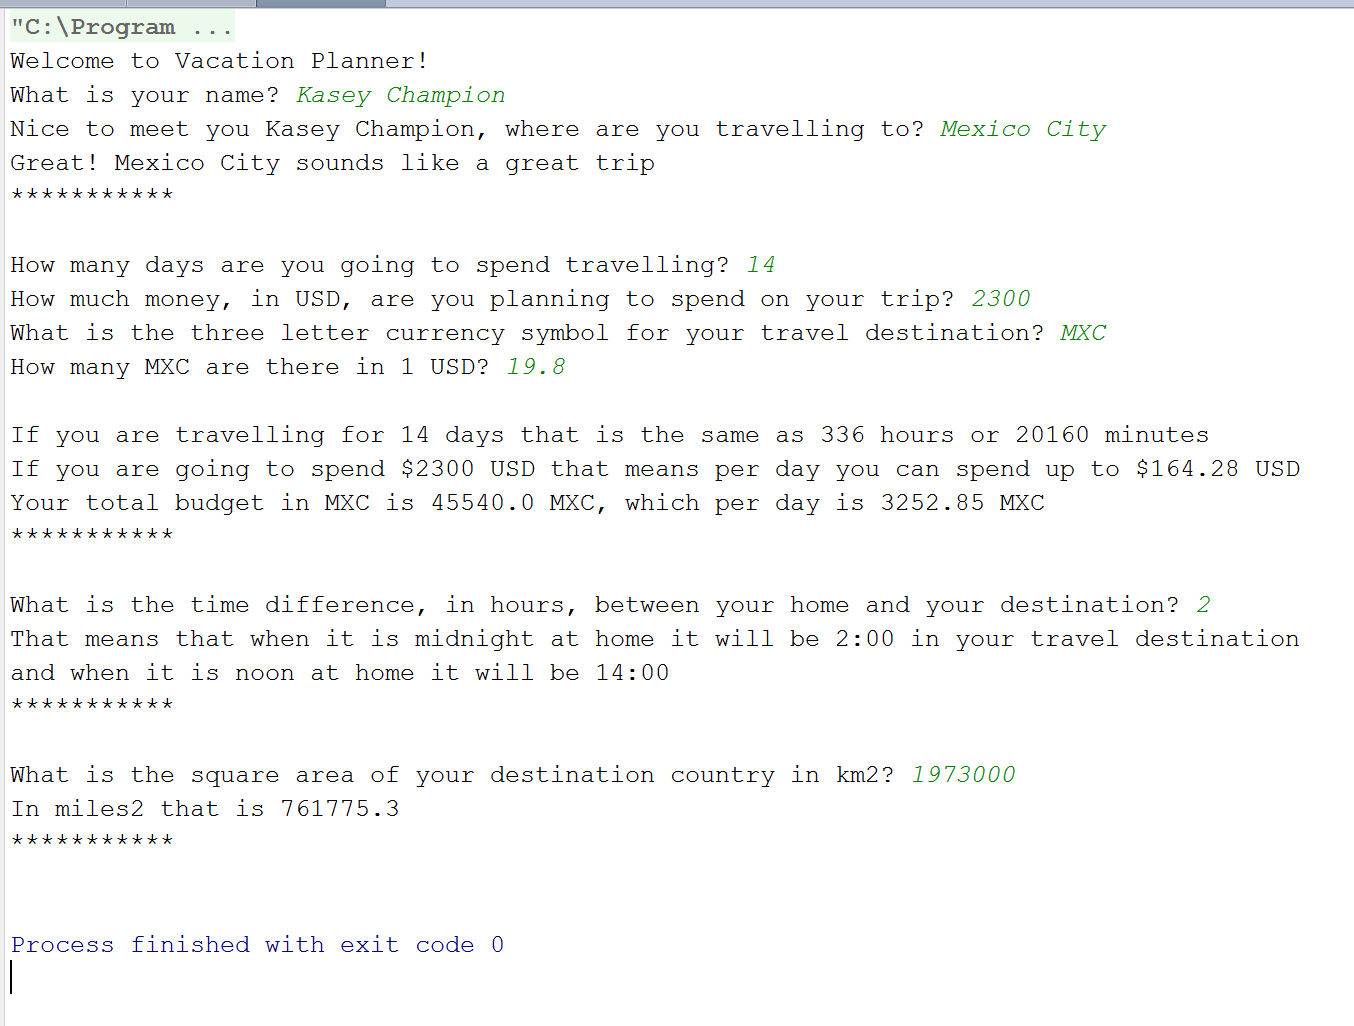 "C:\Program ...
Welcome to Vacation Planner!
What is your name? Kasey Champion
Nice to meet you Kasey Champion, where are you travelling to? Mexico City
Great! Mexico City sounds like a great trip
***********
How many days are you going to spend travelling? 14
How much money, in USD, are you planning to spend on your trip? 2300
What is the three letter currency symbol for your travel destination? MXC
How many MXC are there in 1 USD? 19.8
If you are travelling for 14 days that is the same as 336 hours or 20160 minutes
If you are going to spend $2300 USD that means per day you can spend up to $164.28 USD
Your total budget in MXC is 45540.0 MXC, which per day is 3252.85 MXC
***********
What is the time difference, in hours, between your home and your destination? 2
That means that when it is midnight at home it will be 2:00 in your travel destination
and when it is noon at home it will be 14:00
***********
What is the square area of your destination country in km2? 1973000
In miles2 that is 761775.3
***********
Process finished with exit code 0